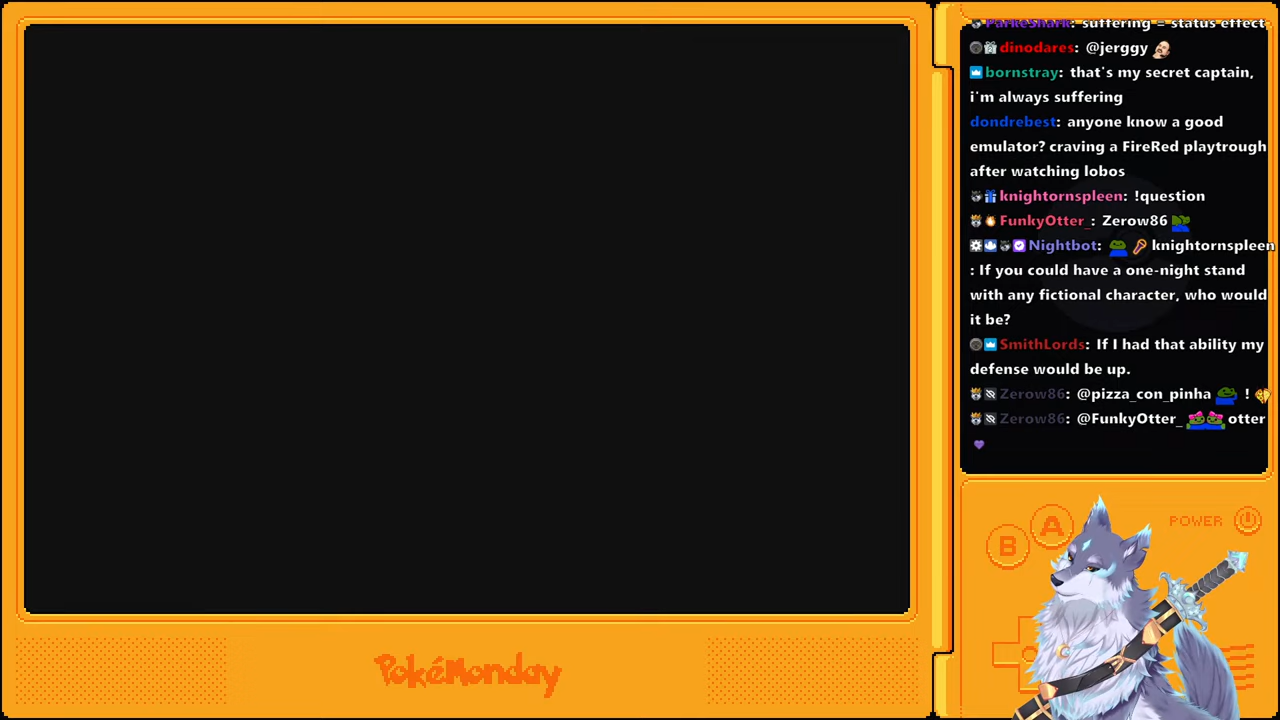 ParkeShark: suffering = status effect
dinodares: @jerggy
bornstray: that's my secret captain,
i'm always suffering
dondrebest: anyone know a good
emulator? craving a FireRed playtrough
after watching lobos
knightornspleen: !question
FunkyOtter_: Zerow86
Nightbot: knightornspleen
: If you could have a one-night stand
with any fictional character, who would
it be?
SmithLords: If I had that ability my
defense would be up.
Zerow86: @pizza_con_pinha !
Zerow86: @FunkyOtter_ otter
POWER
A
B
PokéMonday